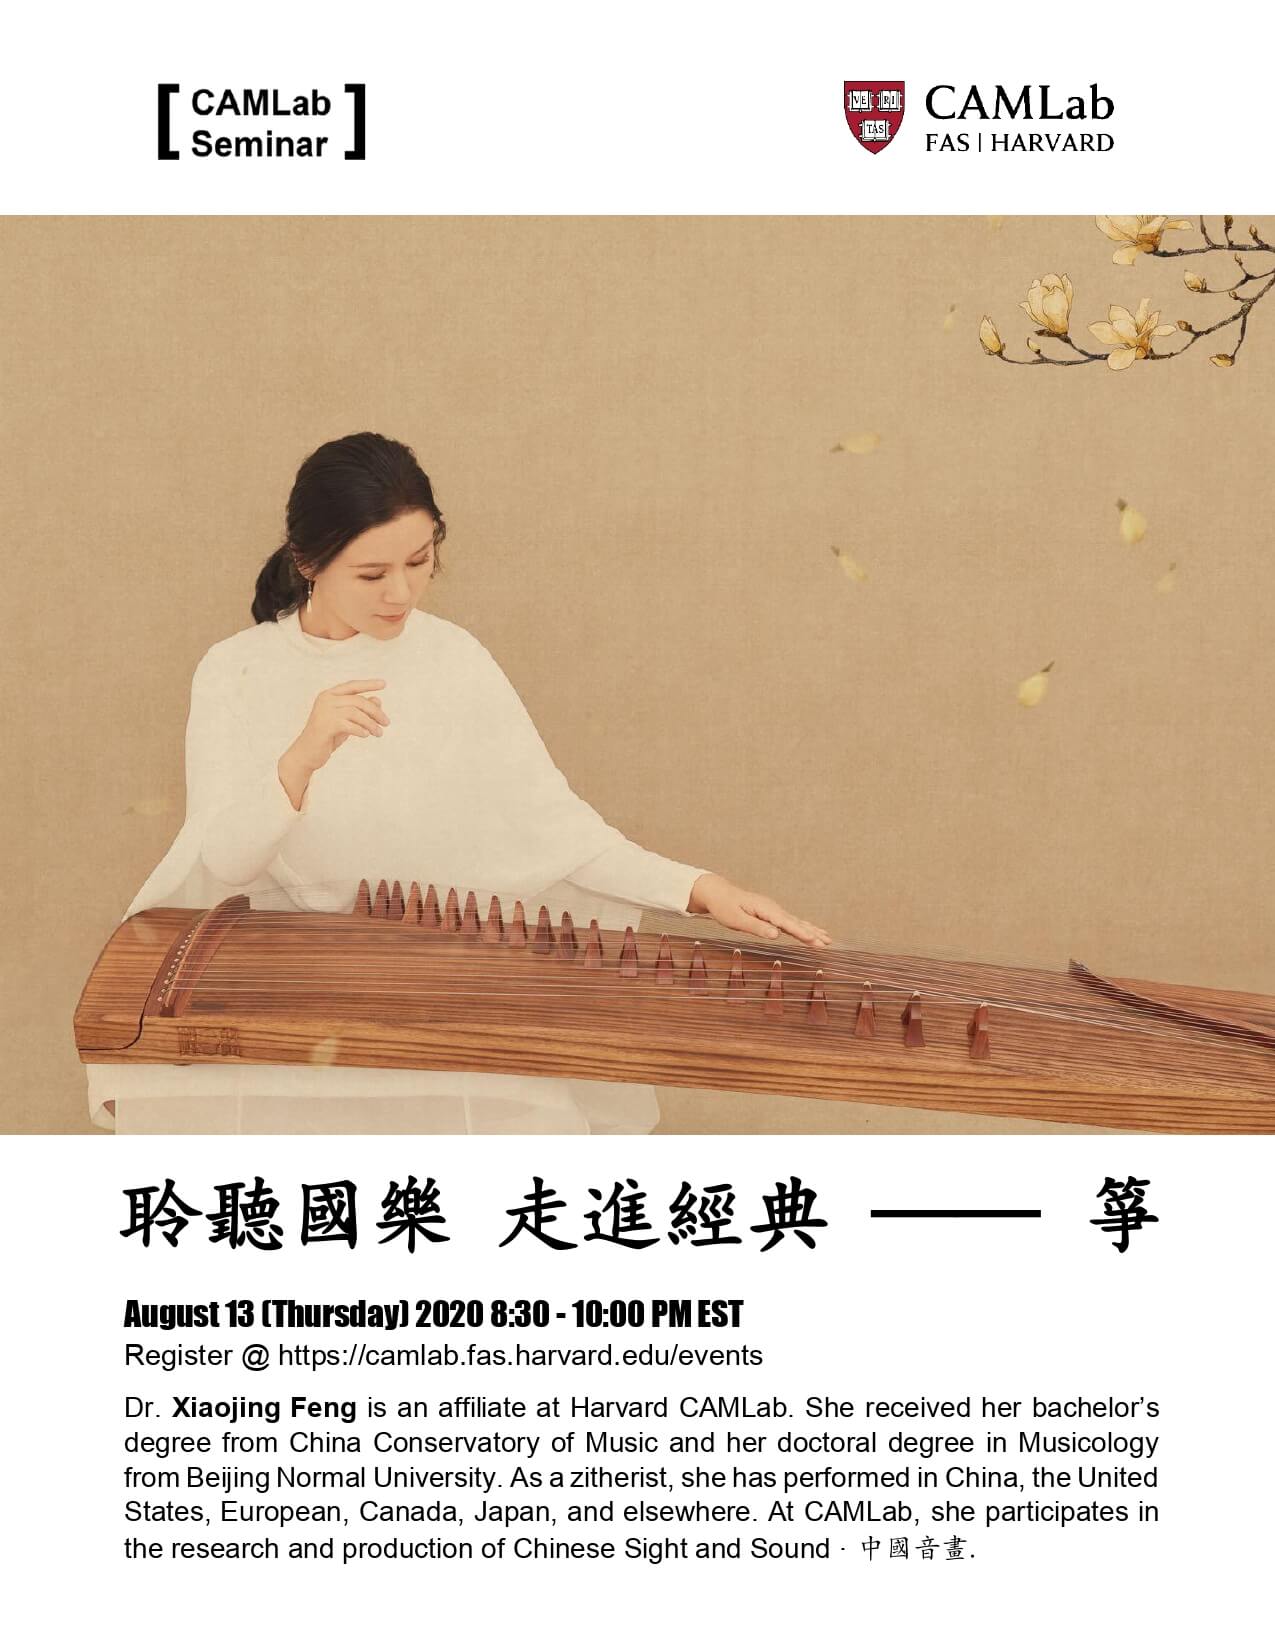 [ CAMLab
Seminar ]
VE RI
TAS
CAMLab
FAS | HARVARD
聆聽國樂 走進經典 —— 箏
August 13 (Thursday) 2020 8:30 - 10:00 PM EST
Register @ https://camlab.fas.harvard.edu/events
Dr. Xiaojing Feng is an affiliate at Harvard CAMLab. She received her bachelor’s
degree from China Conservatory of Music and her doctoral degree in Musicology
from Beijing Normal University. As a zitherist, she has performed in China, the United
States, European, Canada, Japan, and elsewhere. At CAMLab, she participates in
the research and production of Chinese Sight and Sound · 中國音畫.